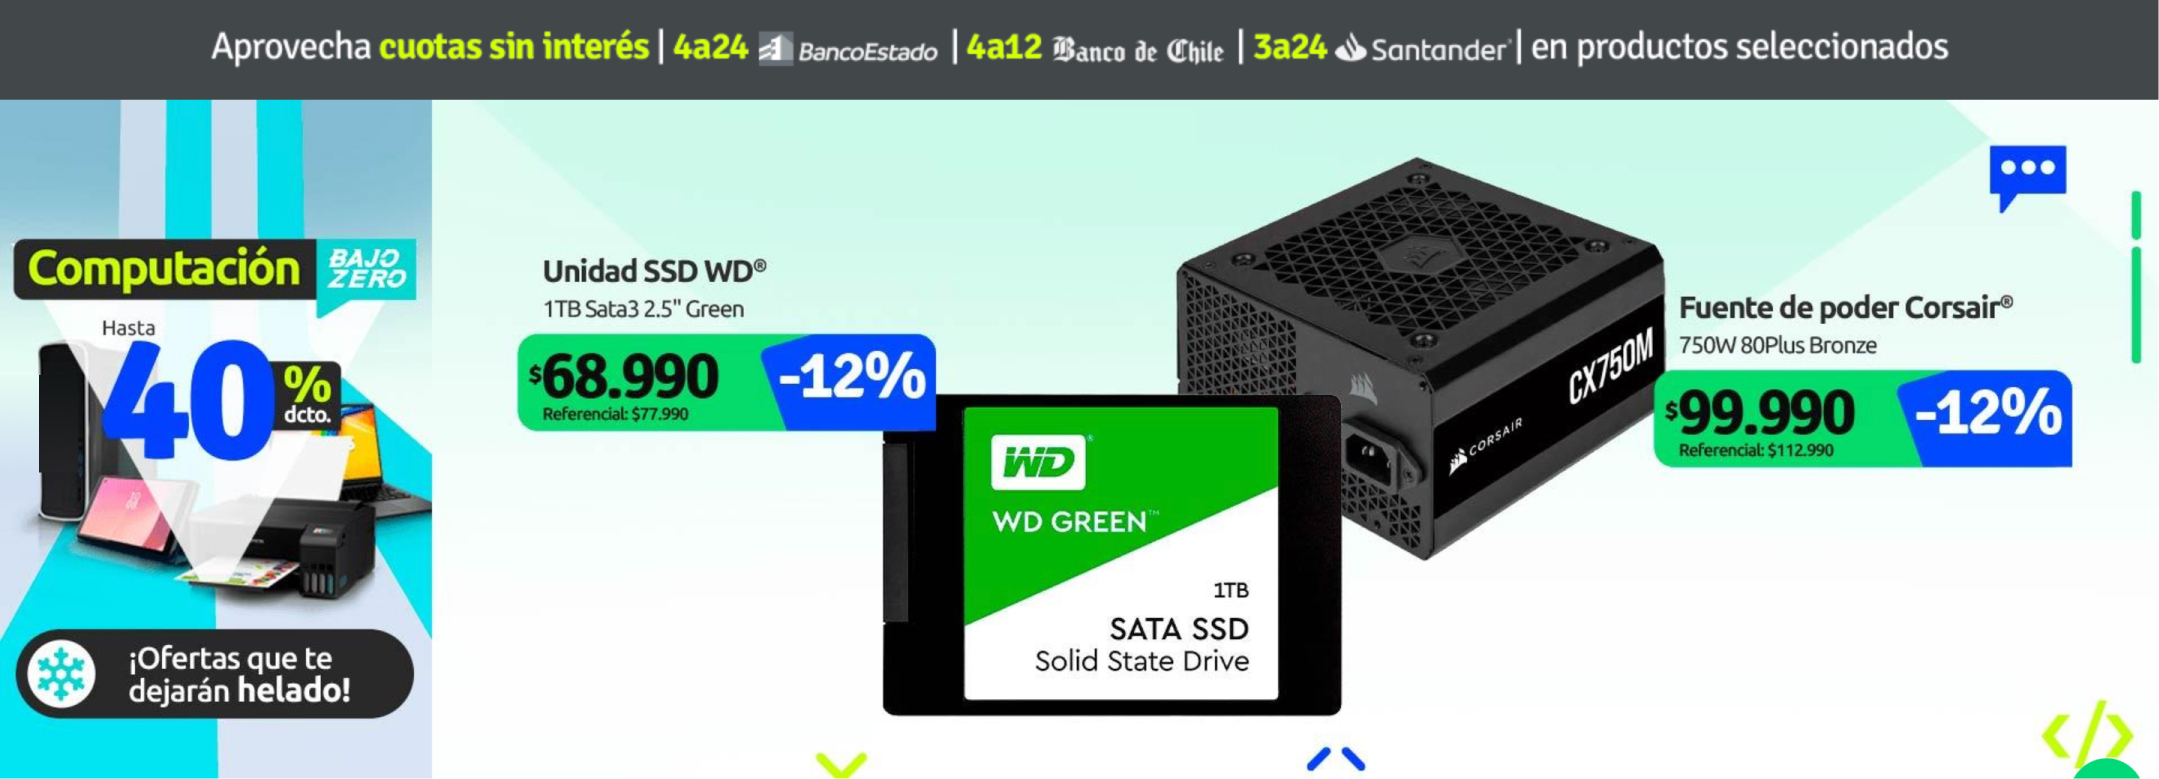 Aprovecha cuotas sin interés | 4a24 BancoEstado | 4a12 Banco de Chile | 3a24 Santander | en productos seleccionados
Computación BAJO ZERO
Hasta
40% dcto.
¡Ofertas que te
dejarán helado!
Unidad SSD WD®
1TB Sata3 2.5" Green
$68.990 -12%
Referencial: $77.990
WD®
WD GREEN™
1TB
SATA SSD
Solid State Drive
CORSAIR
CX750M
Fuente de poder Corsair®
750W 80Plus Bronze
$99.990 -12%
Referencial: $112.990